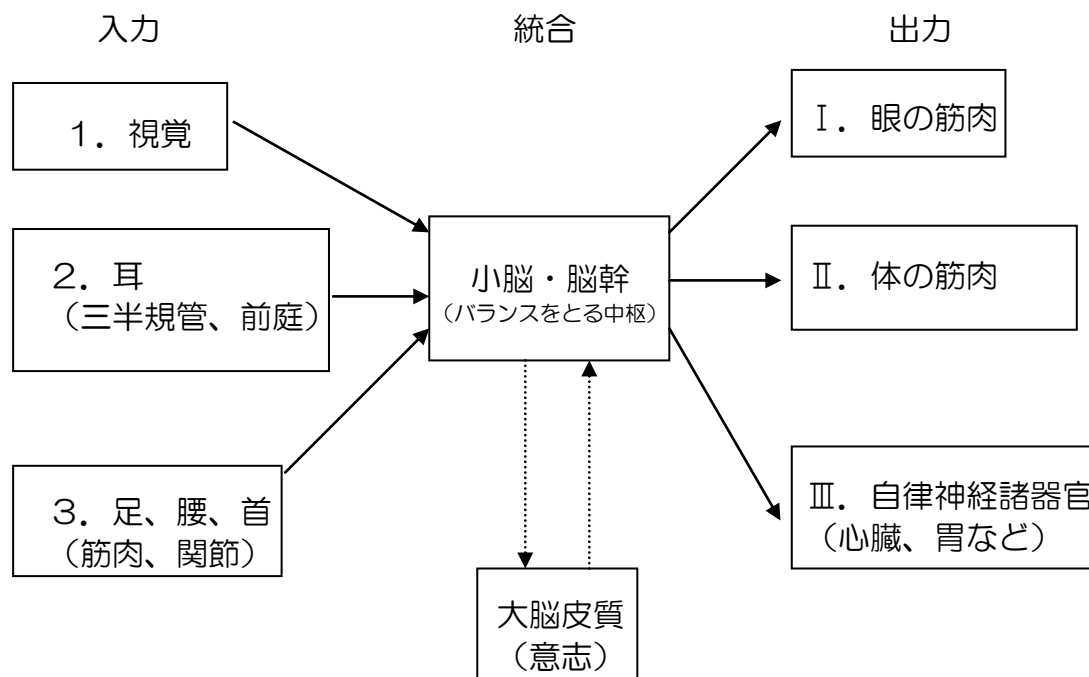 入力
統合
出力
１．視覚
２．耳
（三半規管、前庭）
３．足、腰、首
（筋肉、関節）
小脳・脳幹
（バランスをとる中枢）
大脳皮質
（意志）
Ⅰ．眼の筋肉
Ⅱ．体の筋肉
Ⅲ．自律神経諸器官
（心臓、胃など）